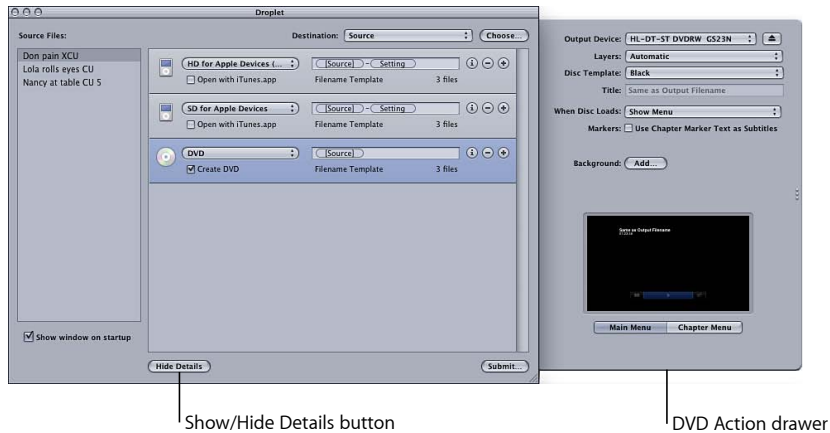 Droplet
Source Files:
Don pain XCU
Lola rolls eyes CU
Nancy at table CU 5
Show window on startup
Destination: Source Choose...
HD for Apple Devices (... [Source] - Setting
Open with iTunes.app Filename Template 3 files
SD for Apple Devices [Source] - Setting
Open with iTunes.app Filename Template 3 files
DVD [Source]
Create DVD Filename Template 3 files
Hide Details Submit...
Output Device: HL-DT-ST DVDRW GS23N
Layers: Automatic
Disc Template: Black
Title: Same as Output Filename
When Disc Loads: Show Menu
Markers: Use Chapter Marker Text as Subtitles
Background: Add...
Same as Output Filename
Main Menu Chapter Menu
Show/Hide Details button
DVD Action drawer